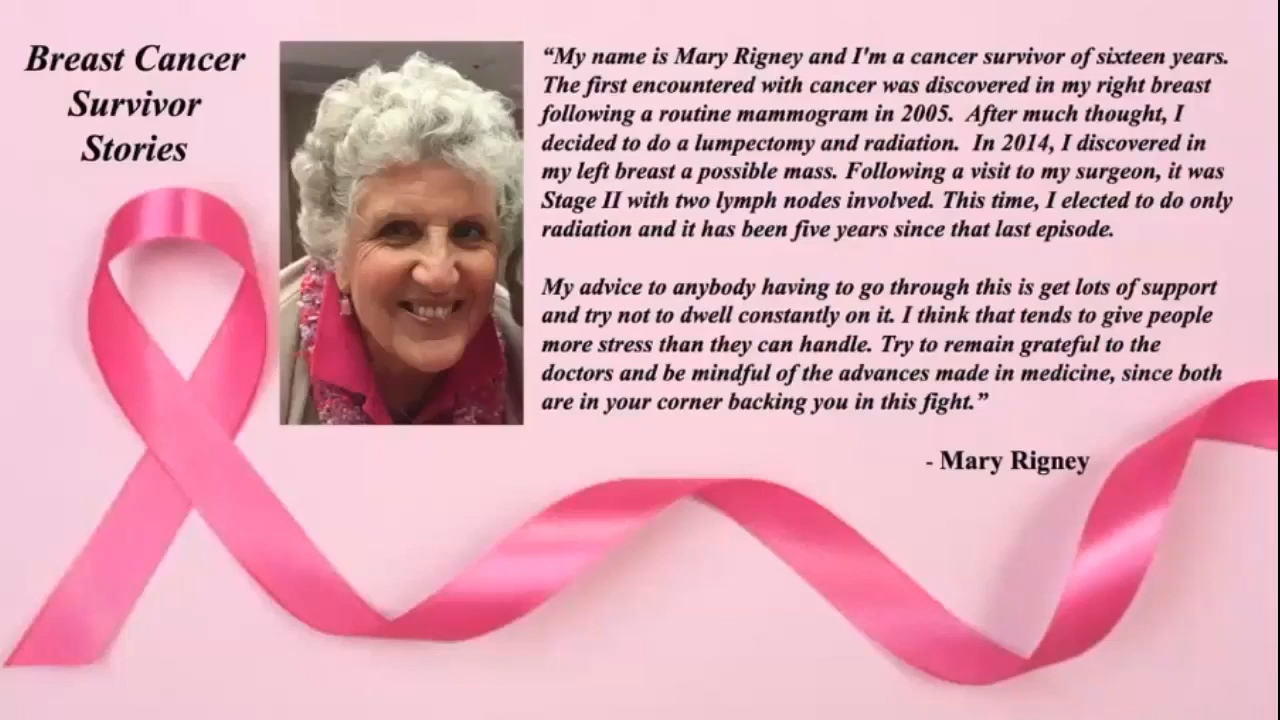 Breast Cancer
Survivor
Stories
“My name is Mary Rigney and I'm a cancer survivor of sixteen years.
The first encountered with cancer was discovered in my right breast
following a routine mammogram in 2005.  After much thought, I
decided to do a lumpectomy and radiation.  In 2014, I discovered in
my left breast a possible mass. Following a visit to my surgeon, it was
Stage II with two lymph nodes involved. This time, I elected to do only
radiation and it has been five years since that last episode.
My advice to anybody having to go through this is get lots of support
and try not to dwell constantly on it. I think that tends to give people
more stress than they can handle. Try to remain grateful to the
doctors and be mindful of the advances made in medicine, since both
are in your corner backing you in this fight.”
- Mary Rigney